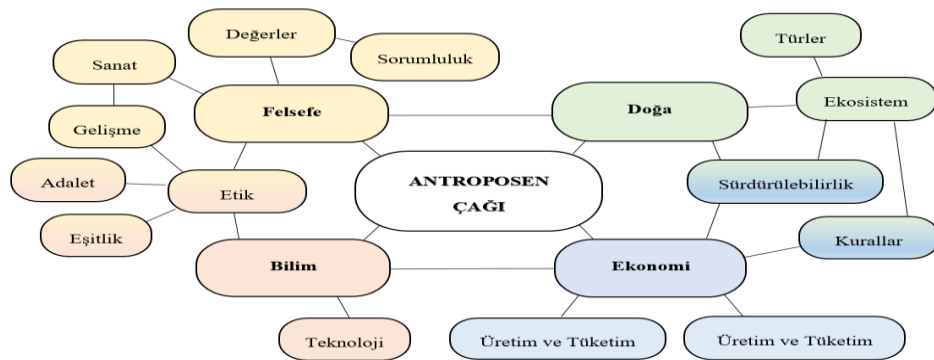 Değerler
Türler
Sorumluluk
Sanat
Felsefe
Doğa
Ekosistem
Gelişme
Adalet
Etik
ANTROPOSEN
ÇAĞI
Sürdürülebilirlik
Eşitlik
Kurallar
Bilim
Ekonomi
Teknoloji
Üretim ve Tüketim
Üretim ve Tüketim